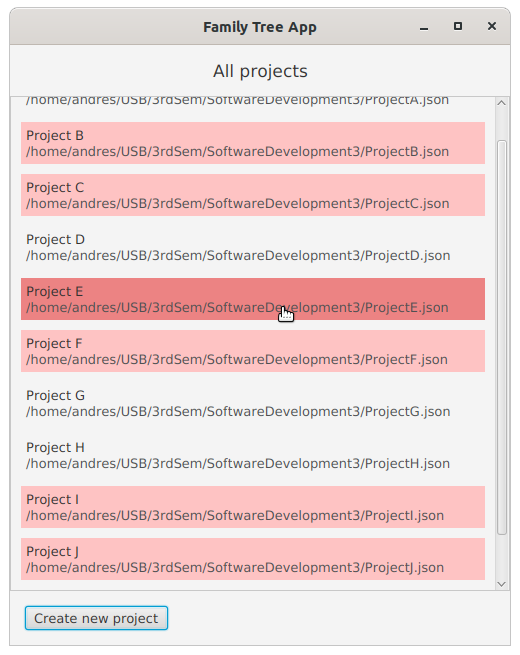 Family Tree App
All projects
/home/andres/USB/3rdSem/SoftwareDevelopment3/ProjectA.json
Project B
/home/andres/USB/3rdSem/SoftwareDevelopment3/ProjectB.json
Project C
/home/andres/USB/3rdSem/SoftwareDevelopment3/ProjectC.json
Project D
/home/andres/USB/3rdSem/SoftwareDevelopment3/ProjectD.json
Project E
/home/andres/USB/3rdSem/SoftwareDevelopment3/ProjectE.json
Project F
/home/andres/USB/3rdSem/SoftwareDevelopment3/ProjectF.json
Project G
/home/andres/USB/3rdSem/SoftwareDevelopment3/ProjectG.json
Project H
/home/andres/USB/3rdSem/SoftwareDevelopment3/ProjectH.json
Project I
/home/andres/USB/3rdSem/SoftwareDevelopment3/ProjectI.json
Project J
/home/andres/USB/3rdSem/SoftwareDevelopment3/ProjectJ.json
Create new project